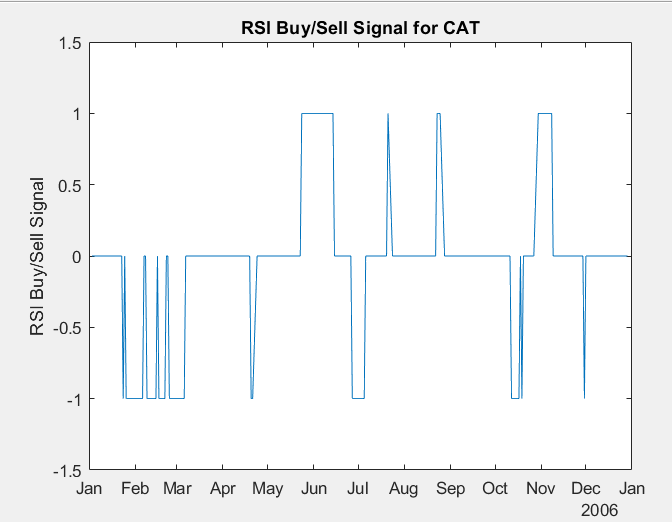 RSI Buy/Sell Signal for CAT
RSI Buy/Sell Signal
1.5
1
0.5
0
-0.5
-1
-1.5
Jan Feb Mar Apr May Jun Jul Aug Sep Oct Nov Dec Jan
2006